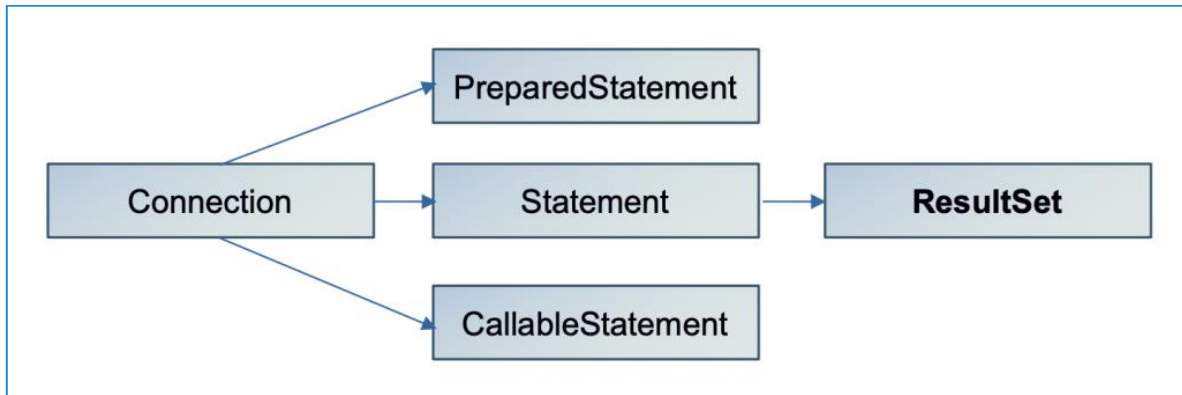 PreparedStatement
Connection
Statement
ResultSet
CallableStatement